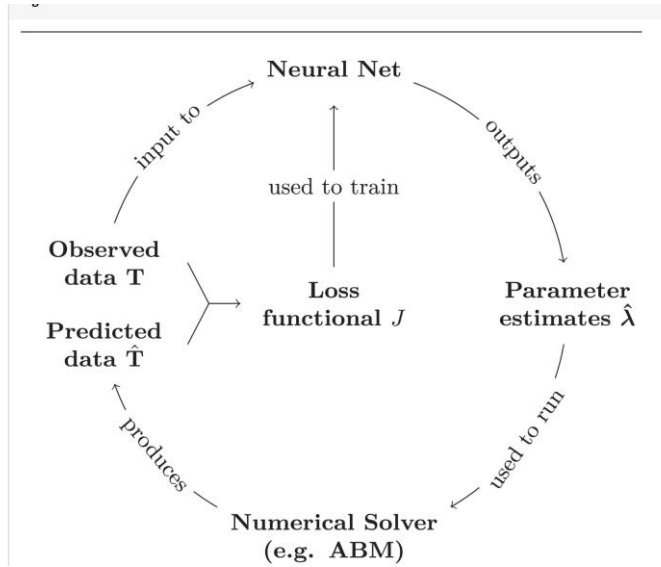 Neural Net
input to
outputs
used to train
Observed
data T
Loss
functional J
Parameter
estimates λ̂
Predicted
data T̂
produces
used to run
Numerical Solver
(e.g. ABM)